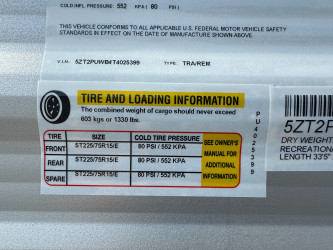 COLD INFL. PRESSURE: 552 KPA ( 80 PSI )
THIS VEHICLE CONFORMS TO ALL APPLICABLE U.S. FEDERAL MOTOR VEHICLE SAFETY
STANDARDS IN EFFECT ON THE DATE OF MANUFACTURE SHOWN ABOVE.
V.I.N. TYPE: TRA/REM
TIRE AND LOADING INFORMATION
The combined weight of cargo should never exceed
603 kgs or 1330 lbs.
TIRE SIZE COLD TIRE PRESSURE SEE OWNER'S
MANUAL FOR
ADDITIONAL
INFORMATION
FRONT ST225/75R15/E 80 PSI / 552 KPA
REAR ST225/75R15/E 80 PSI / 552 KPA
SPARE ST225/75R15/E 80 PSI / 552 KPA
PU4025399
5ZT2P
DRY WEIGHT
RECREATIONAL
LENGTH 33'5"